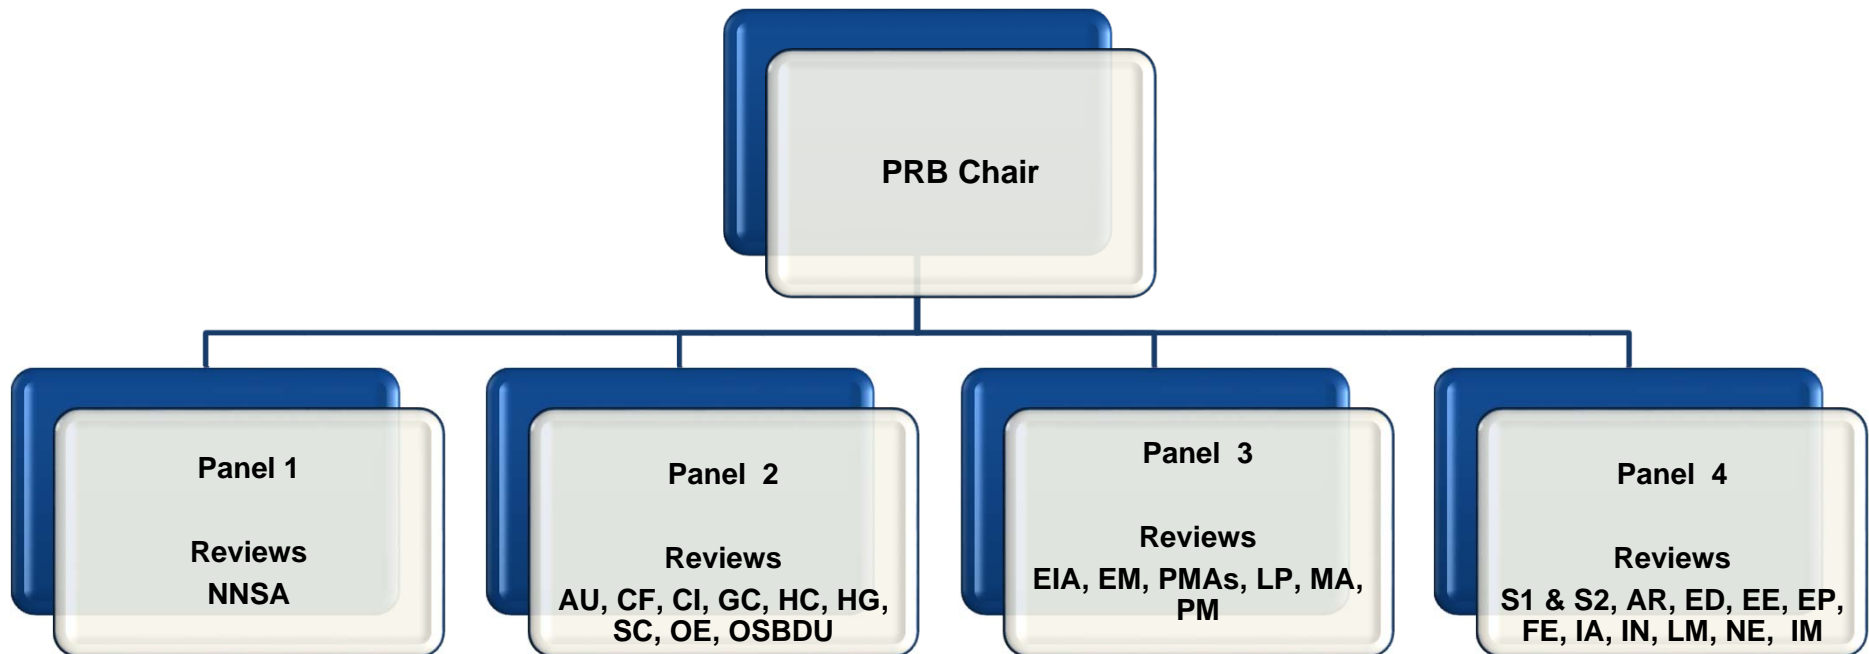 PRB Chair
Panel 1
Reviews
NNSA
Panel 2
Reviews
AU, CF, CI, GC, HC, HG,
SC, OE, OSBDU
Panel 3
Reviews
EIA, EM, PMAs, LP, MA,
PM
Panel 4
Reviews
S1 & S2, AR, ED, EE, EP,
FE, IA, IN, LM, NE, IM